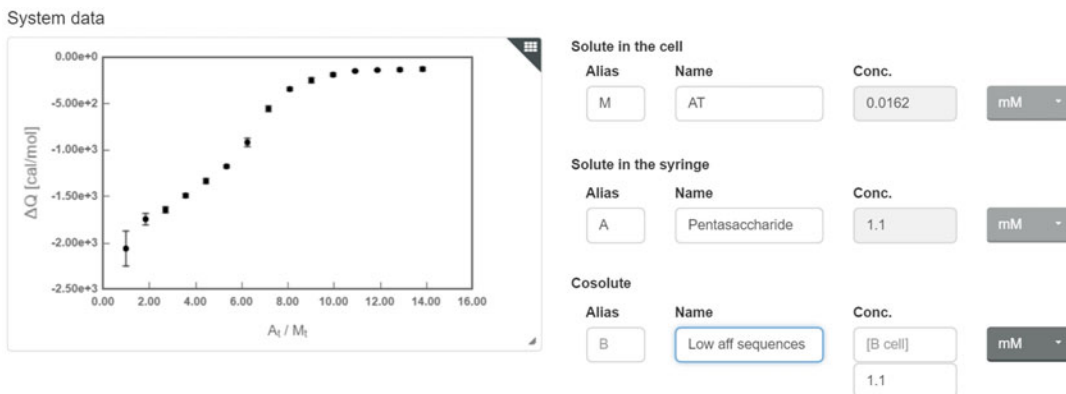 System data
0.00e+0
-5.00e+2
-1.00e+3
-1.50e+3
-2.00e+3
-2.50e+3
ΔQ [cal/mol]
0.00 2.00 4.00 6.00 8.00 10.00 12.00 14.00 16.00
At / Mt
Solute in the cell
Alias Name Conc.
M AT 0.0162 mM
Solute in the syringe
Alias Name Conc.
A Pentasaccharide 1.1 mM
Cosolute
Alias Name Conc.
B Low aff sequences [B cell] mM
1.1